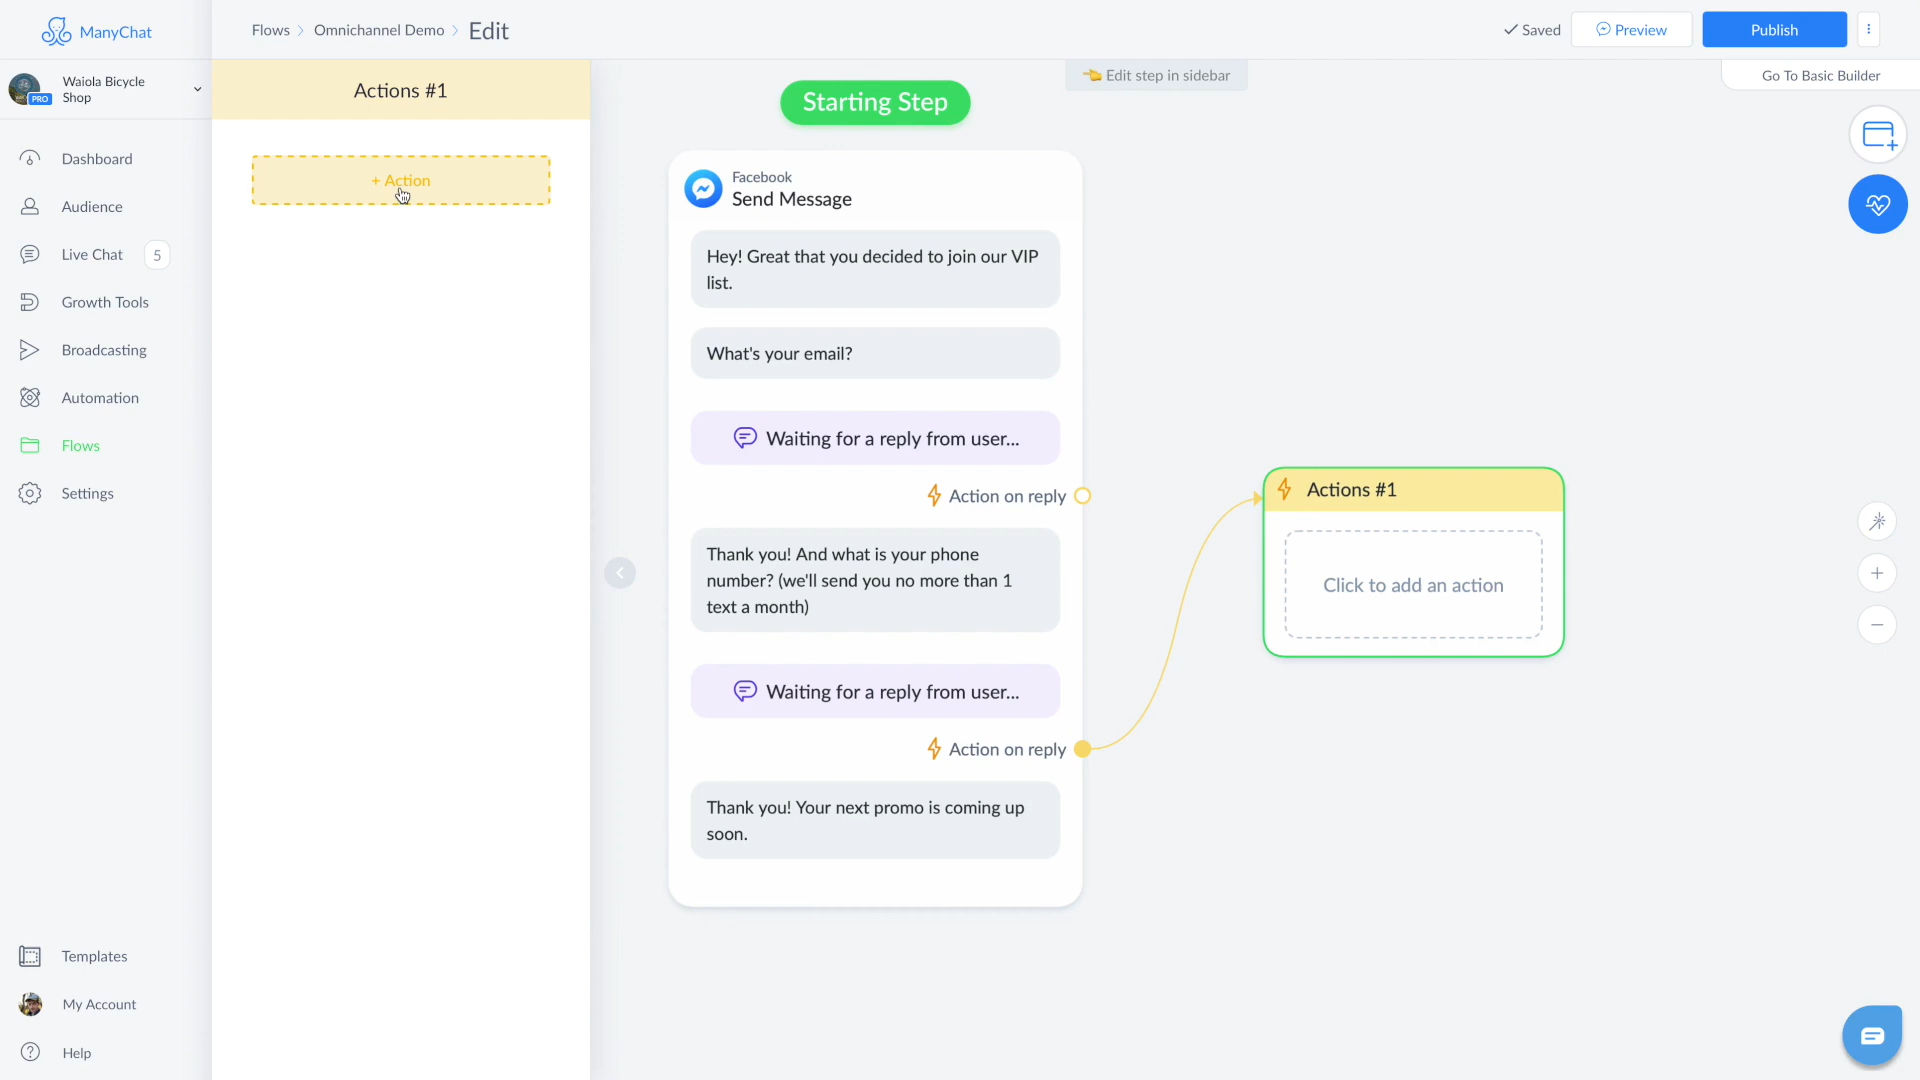 ManyChat
Flows
Omnichannel Demo
Edit
Saved
Preview
Publish
Waiola Bicycle
Shop
PRO
Dashboard
Audience
Live Chat
5
Growth Tools
Broadcasting
Automation
Flows
Settings
Templates
My Account
Help
Actions #1
+ Action
Edit step in sidebar
Go To Basic Builder
Starting Step
Facebook
Send Message
Hey! Great that you decided to join our VIP
list.
What's your email?
Waiting for a reply from user...
Action on reply
Thank you! And what is your phone
number? (we'll send you no more than 1
text a month)
Waiting for a reply from user...
Action on reply
Thank you! Your next promo is coming up
soon.
Actions #1
Click to add an action